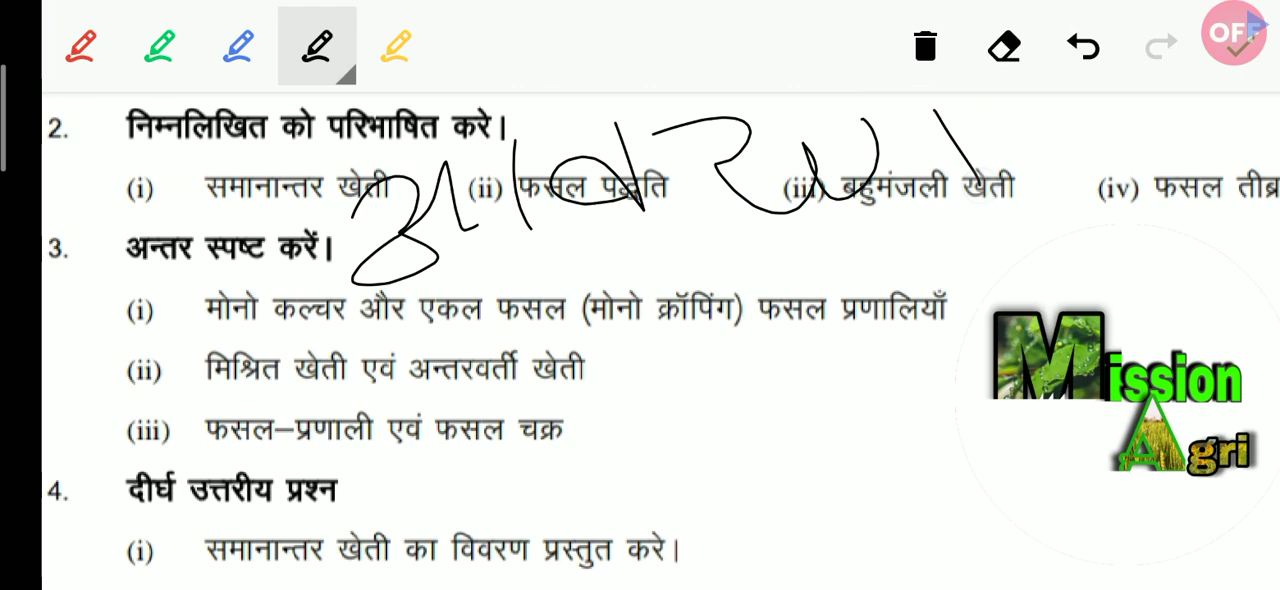 OFF
2. निम्नलिखित को परिभाषित करे।
(i) समानान्तर खेती (ii) फसल पद्धति (iii) बहुमंजली खेती (iv) फसल तीब्र
3. अन्तर स्पष्ट करें।
(i) मोनो कल्चर और एकल फसल (मोनो क्रॉपिंग) फसल प्रणालियाँ
(ii) मिश्रित खेती एवं अन्तरवर्ती खेती
(iii) फसल–प्रणाली एवं फसल चक्र
Mission
Agri
4. दीर्घ उत्तरीय प्रश्न
(i) समानान्तर खेती का विवरण प्रस्तुत करे।